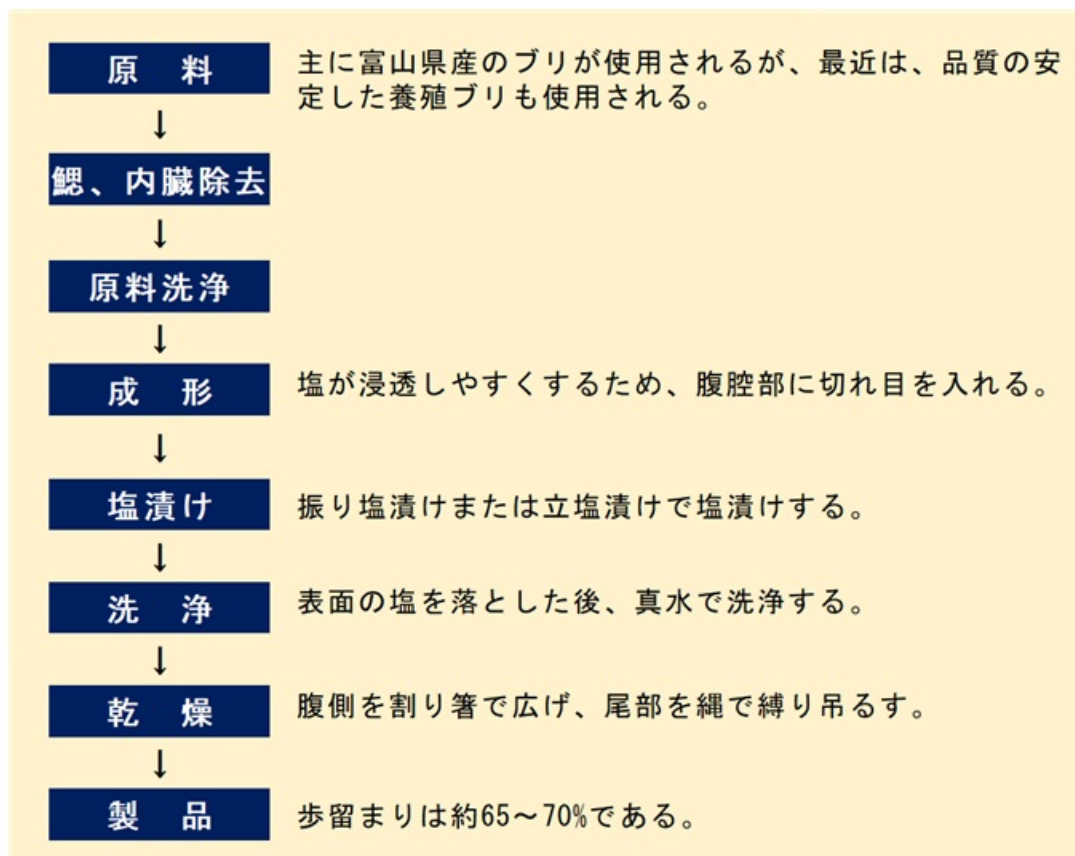 原　料
主に富山県産のブリが使用されるが、最近は、品質の安
定した養殖ブリも使用される。
↓
鰓、内臓除去
↓
原料洗浄
↓
成　形
塩が浸透しやすくするため、腹腔部に切れ目を入れる。
↓
塩漬け
振り塩漬けまたは立塩漬けで塩漬けする。
↓
洗　浄
表面の塩を落とした後、真水で洗浄する。
↓
乾　燥
腹側を割り箸で広げ、尾部を縄で縛り吊るす。
↓
製　品
歩留まりは約65～70%である。